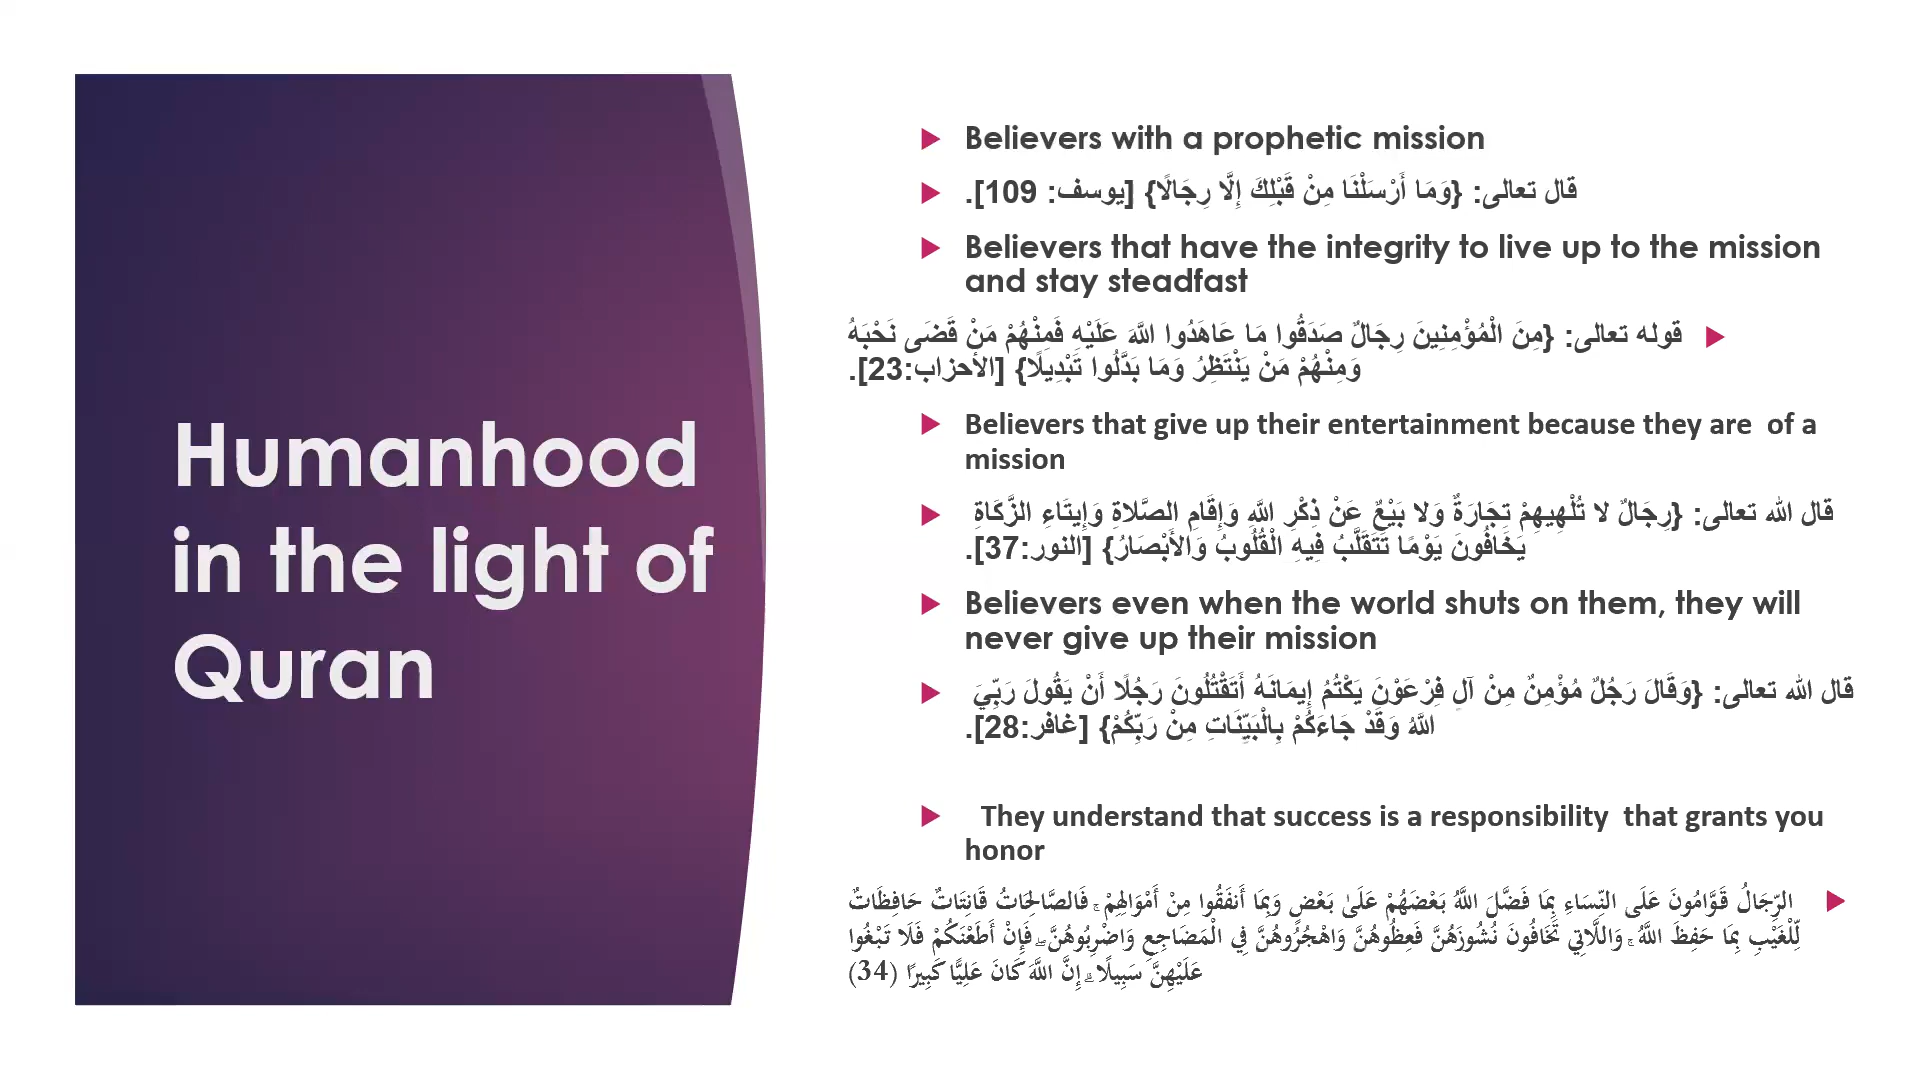 Humanhood
in the light of
Quran
Believers with a prophetic mission
قال تعالى: {وَمَا أَرْسَلْنَا مِنْ قَبْلِكَ إِلَّا رِجَالًا} [يوسف: 109].
Believers that have the integrity to live up to the mission
and stay steadfast
قوله تعالى: {مِنَ الْمُؤْمِنِينَ رِجَالٌ صَدَقُوا مَا عَاهَدُوا اللَّهَ عَلَيْهِ فَمِنْهُمْ مَنْ قَضَى نَحْبَهُ
وَمِنْهُمْ مَنْ يَنْتَظِرُ وَمَا بَدَّلُوا تَبْدِيلًا} [الأحزاب:23].
Believers that give up their entertainment because they are of a
mission
قال الله تعالى: {رِجَالٌ لا تُلْهِيهِمْ تِجَارَةٌ وَلا بَيْعٌ عَنْ ذِكْرِ اللَّهِ وَإِقَامِ الصَّلاةِ وَإِيتَاءِ الزَّكَاةِ
يَخَافُونَ يَوْمًا تَتَقَلَّبُ فِيهِ الْقُلُوبُ وَالأَبْصَارُ} [النور:37].
Believers even when the world shuts on them, they will
never give up their mission
قال الله تعالى: {وَقَالَ رَجُلٌ مُؤْمِنٌ مِنْ آلِ فِرْعَوْنَ يَكْتُمُ إِيمَانَهُ أَتَقْتُلُونَ رَجُلًا أَنْ يَقُولَ رَبِّيَ
اللَّهُ وَقَدْ جَاءَكُمْ بِالْبَيِّنَاتِ مِنْ رَبِّكُمْ} [غافر:28].
They understand that success is a responsibility that grants you
honor
الرِّجَالُ قَوَّامُونَ عَلَى النِّسَاءِ بِمَا فَضَّلَ اللَّهُ بَعْضَهُمْ عَلَىٰ بَعْضٍ وَبِمَا أَنفَقُوا مِنْ أَمْوَالِهِمْ ۚ فَالصَّالِحَاتُ قَانِتَاتٌ حَافِظَاتٌ
لِّلْغَيْبِ بِمَا حَفِظَ اللَّهُ ۚ وَاللَّاتِي تَخَافُونَ نُشُوزَهُنَّ فَعِظُوهُنَّ وَاهْجُرُوهُنَّ فِي الْمَضَاجِعِ وَاضْرِبُوهُنَّ ۖ فَإِنْ أَطَعْنَكُمْ فَلَا تَبْغُوا
عَلَيْهِنَّ سَبِيلًا ۗ إِنَّ اللَّهَ كَانَ عَلِيًّا كَبِيرًا (34)